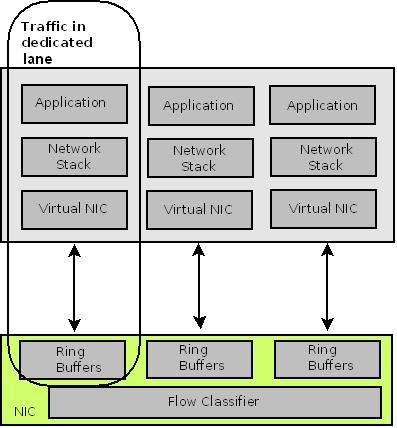 Traffic in
dedicated
lane
Application
Application
Application
Network
Stack
Network
Stack
Network
Stack
Virtual NIC
Virtual NIC
Virtual NIC
Ring
Buffers
Ring
Buffers
Ring
Buffers
Flow Classifier
NIC